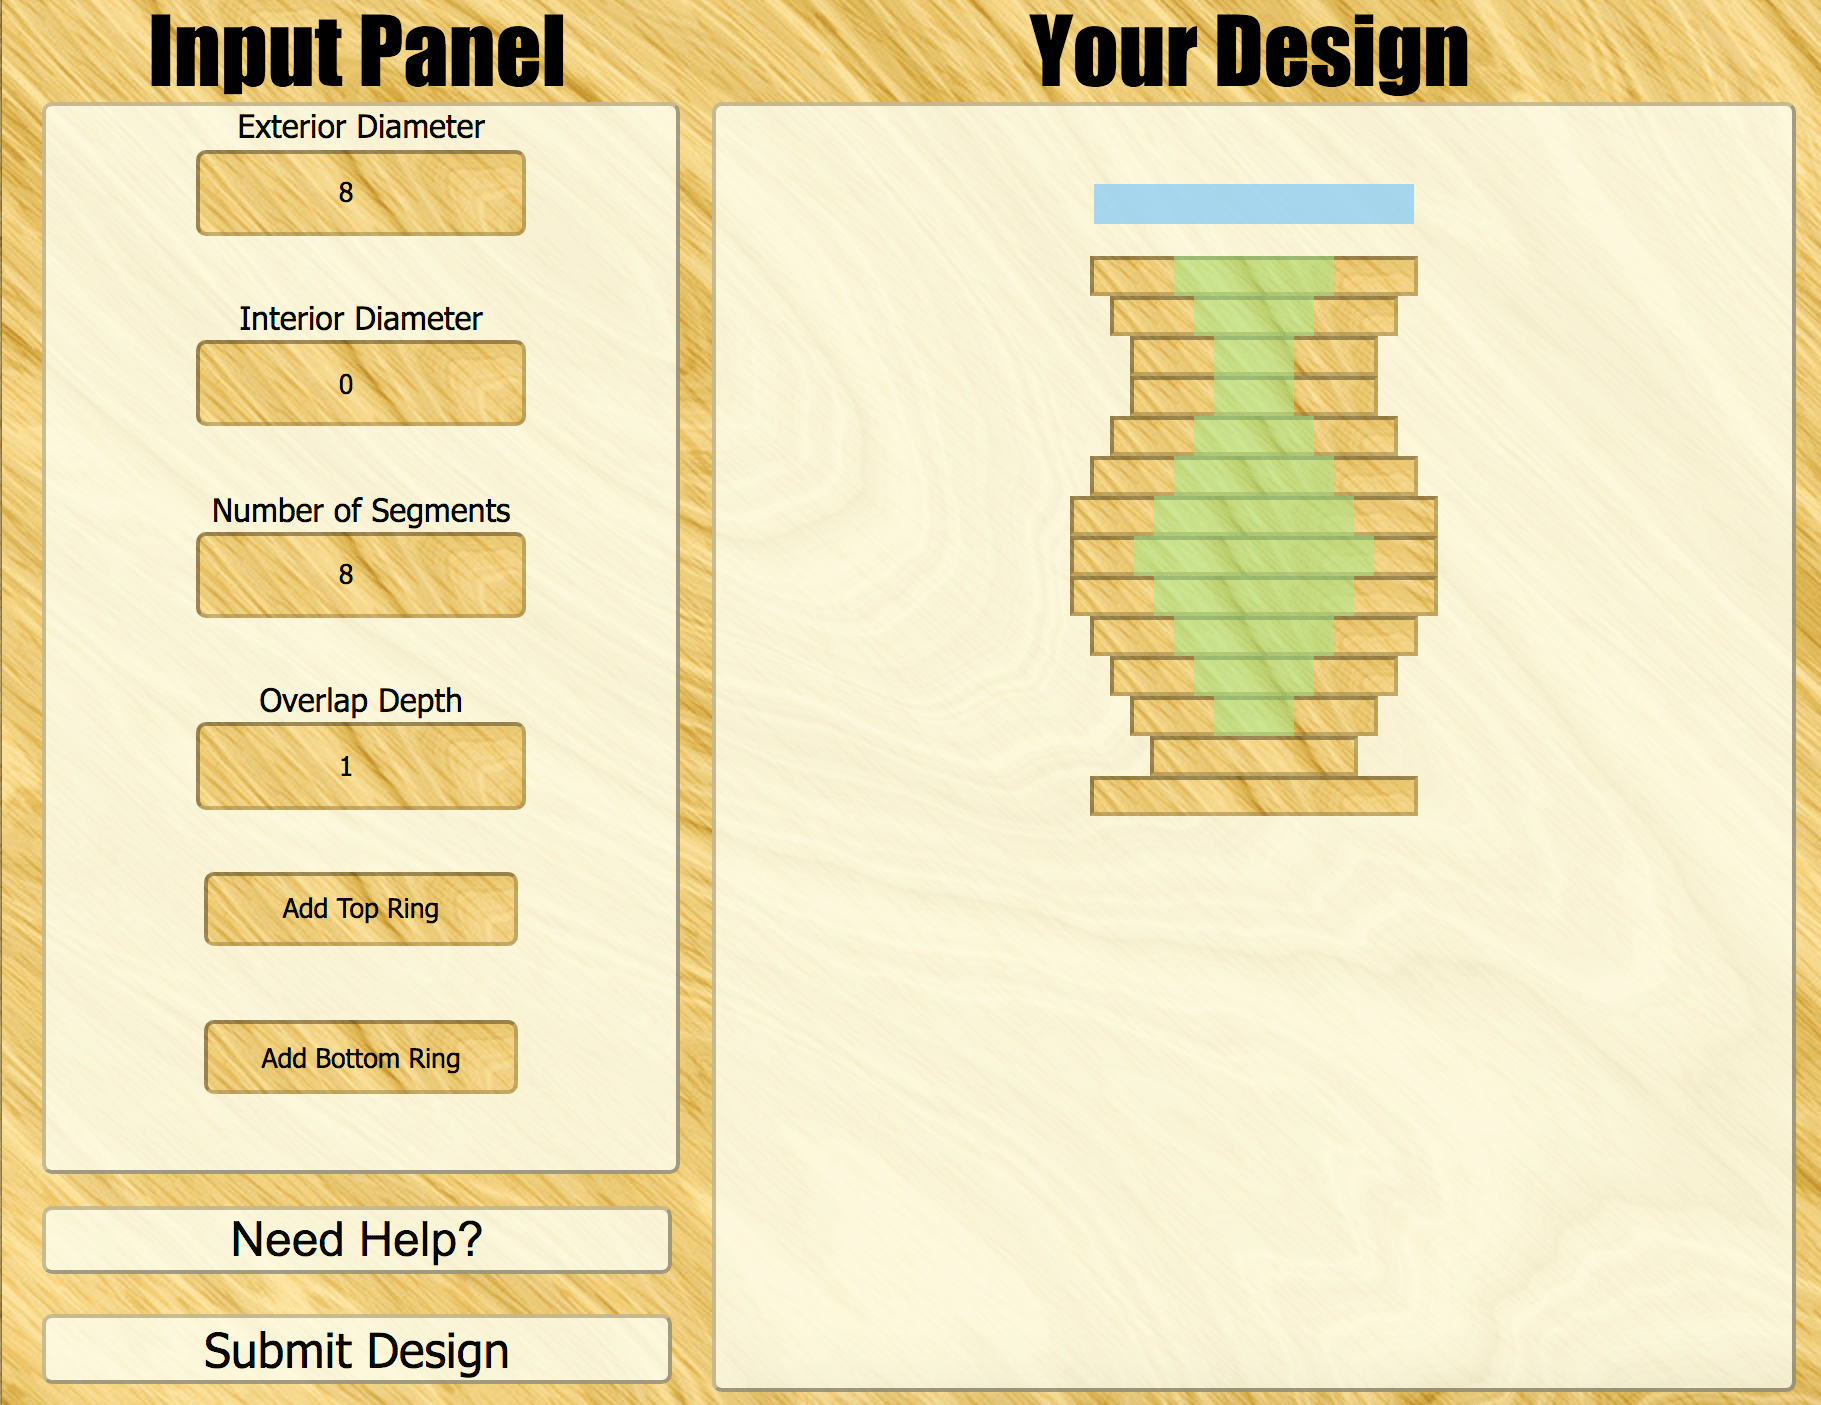 Input Panel
Exterior Diameter
8
Interior Diameter
0
Number of Segments
8
Overlap Depth
1
Add Top Ring
Add Bottom Ring
Need Help?
Submit Design
Your Design